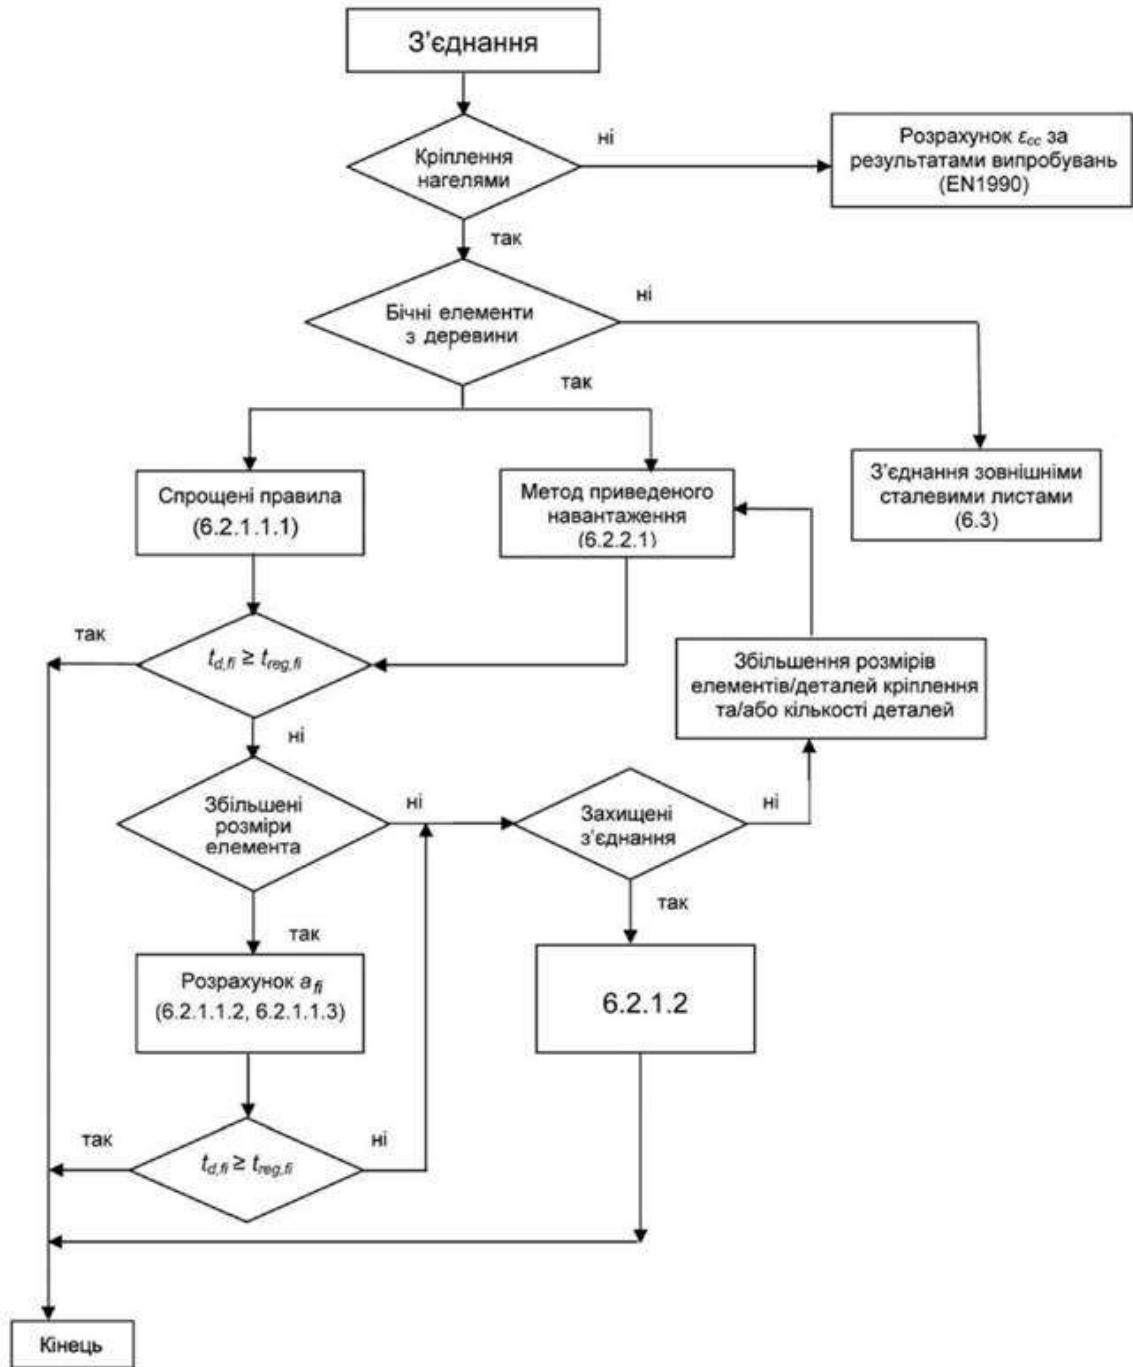 З’єднання
Кріплення
нагелями
ні
Розрахунок εcc за
результатами випробувань
(EN1990)
так
Бічні елементи
з деревини
ні
так
Спрощені правила
(6.2.1.1.1)
Метод приведеного
навантаження
(6.2.2.1)
З’єднання зовнішніми
сталевими листами
(6.3)
так
td,fi ≥ treg,fi
Збільшення розмірів
елементів/деталей кріплення
та/або кількості деталей
ні
Збільшені
розміри
елемента
ні
Захищені
з’єднання
ні
так
так
Розрахунок afi
(6.2.1.1.2, 6.2.1.1.3)
6.2.1.2
так
td,fi ≥ treg,fi
ні
Кінець